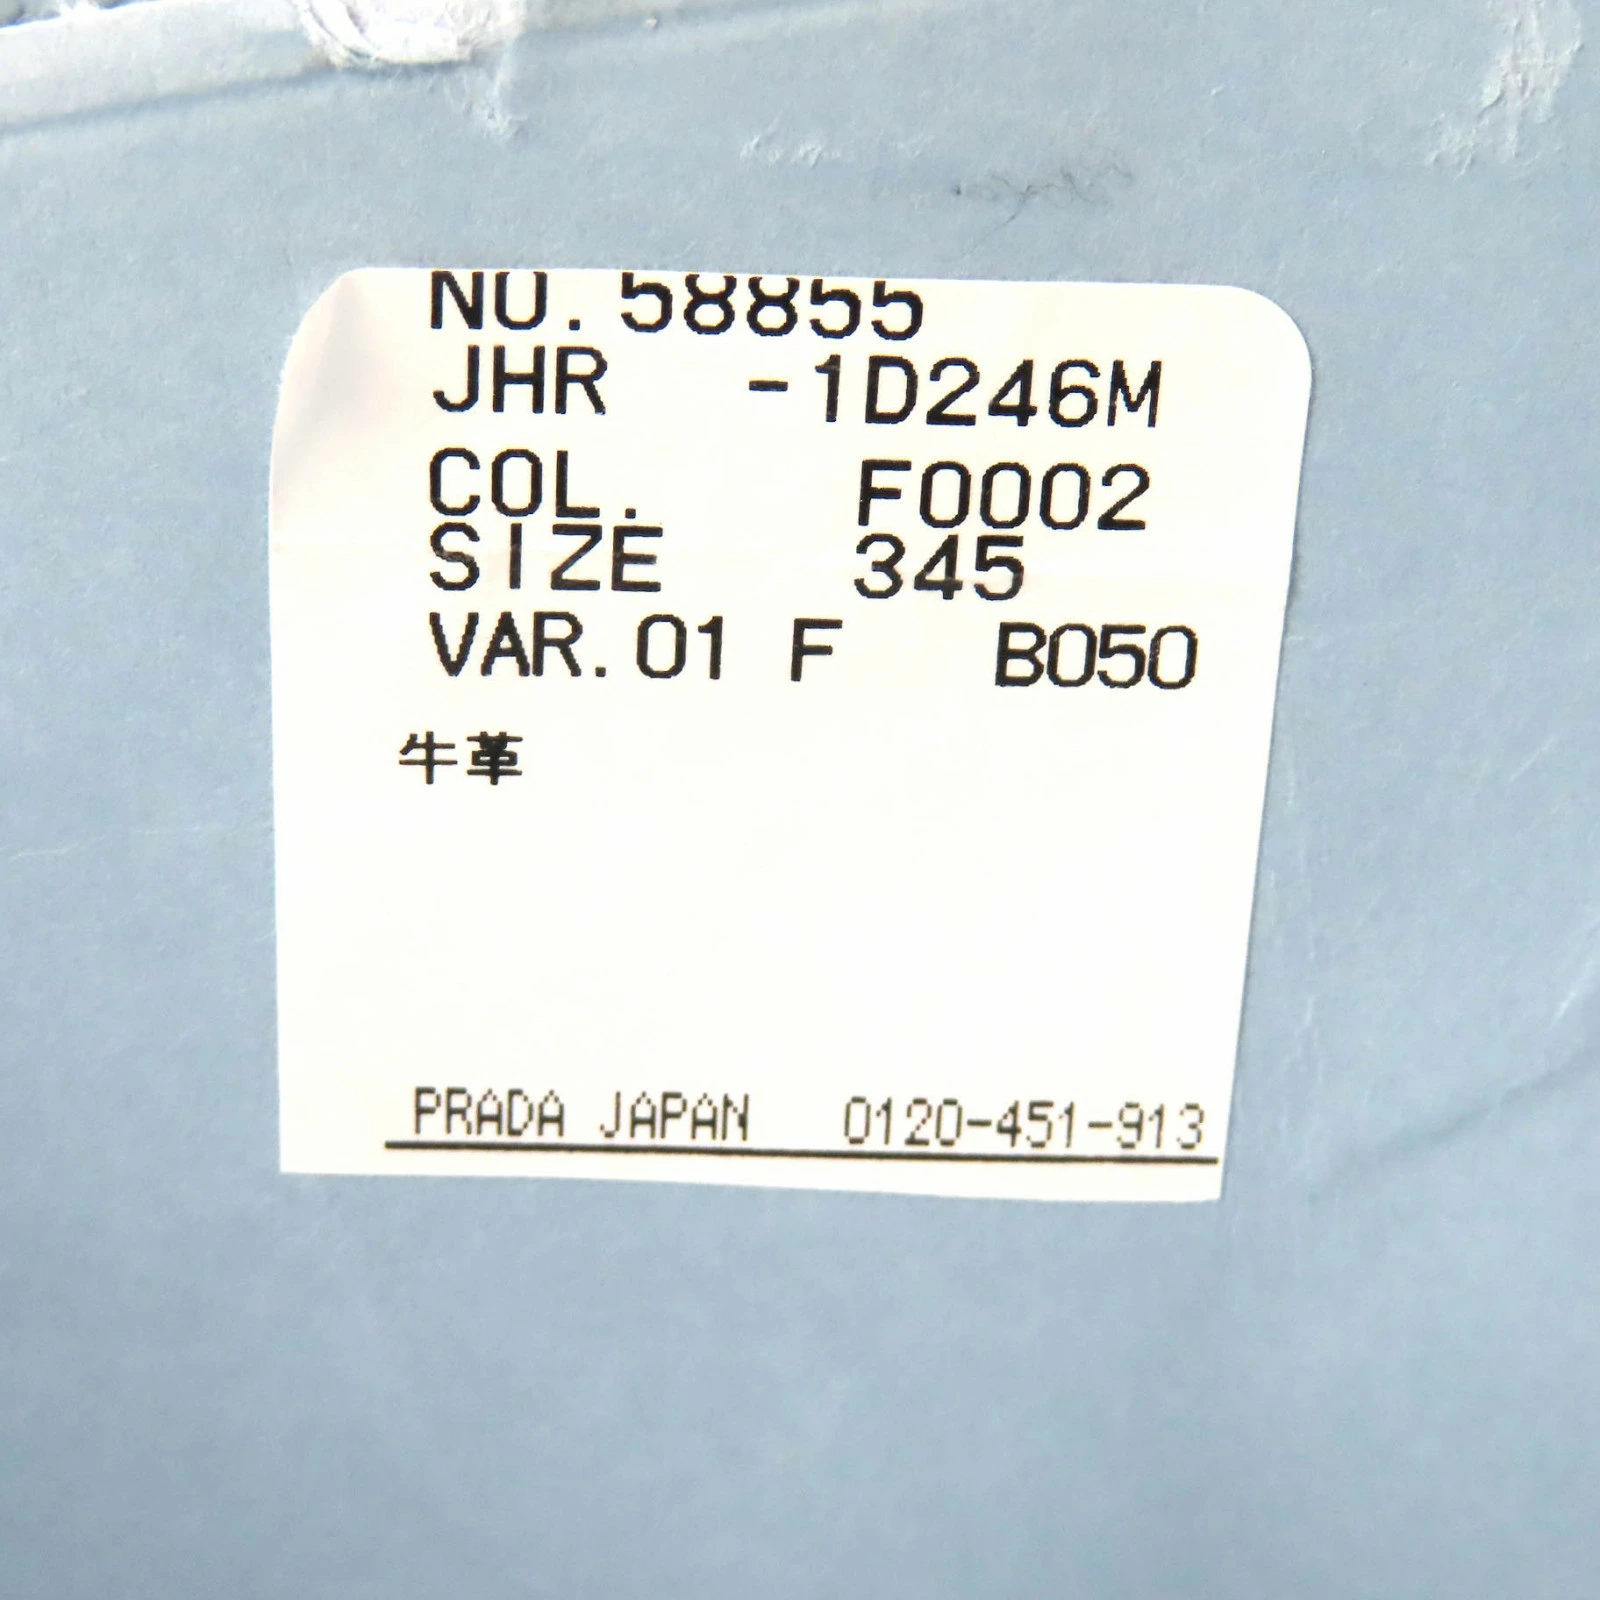 NO.58855
JHR -1D246M
COL. F0002
SIZE 345
VAR.01 F B050
牛革
PRADA JAPAN 0120-451-913